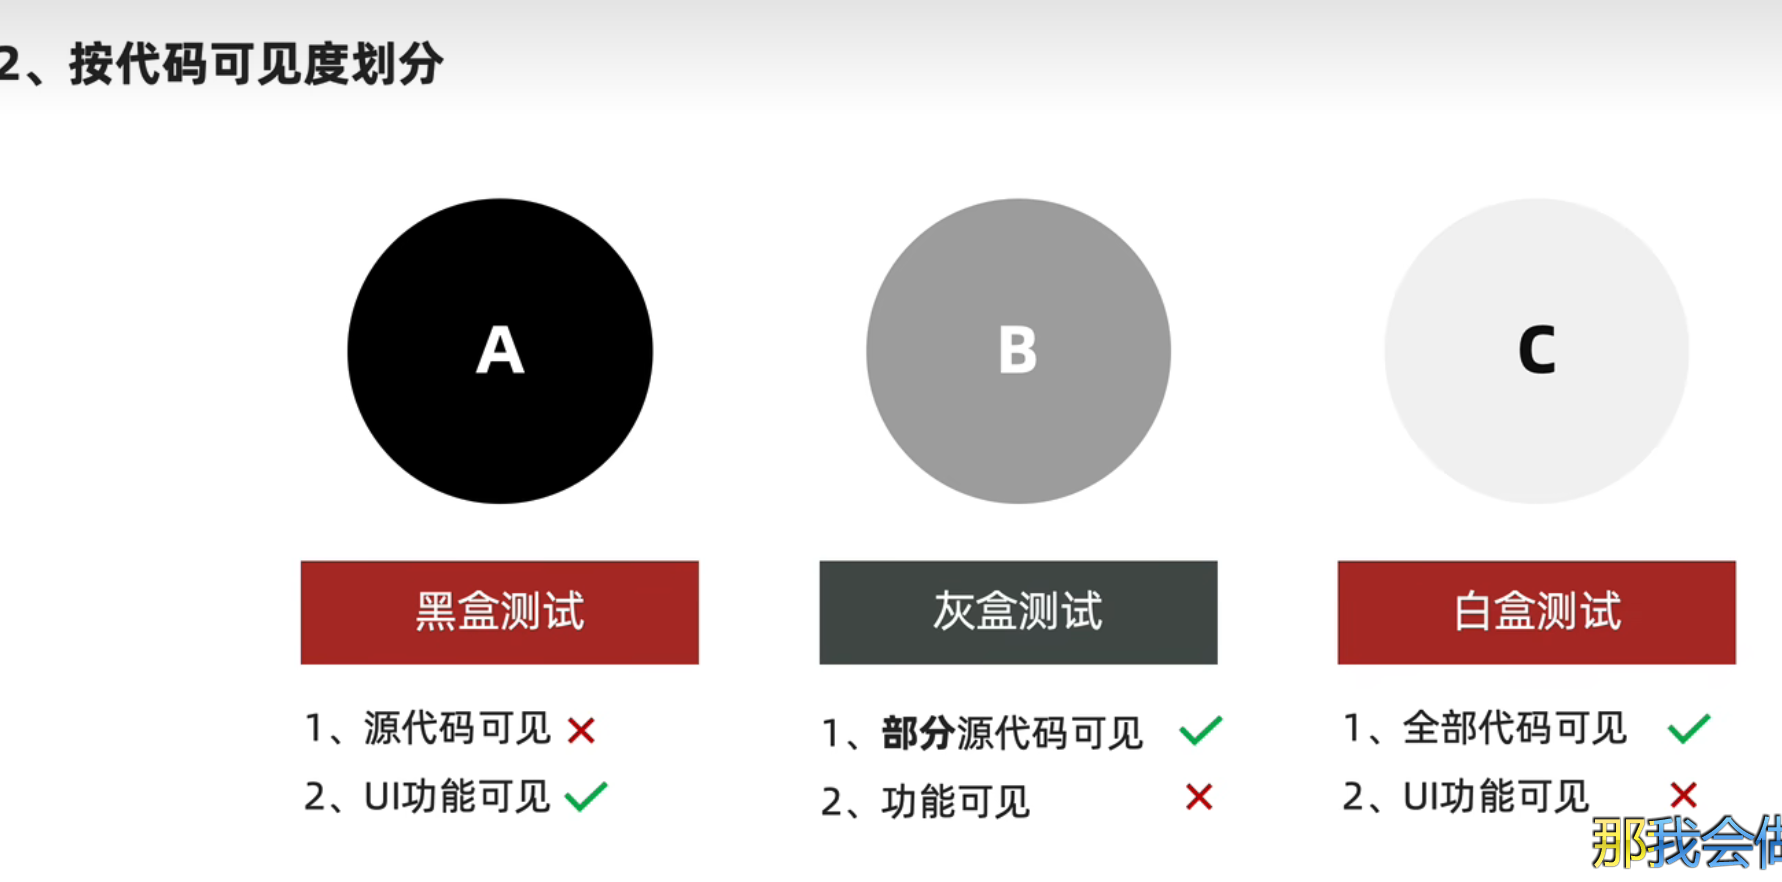 2、按代码可见度划分
A
B
C
黑盒测试
灰盒测试
白盒测试
1、源代码可见 ×
2、UI功能可见 ✓
1、部分源代码可见 ✓
2、功能可见 ×
1、全部代码可见 ✓
2、UI功能可见 ×
那我会做